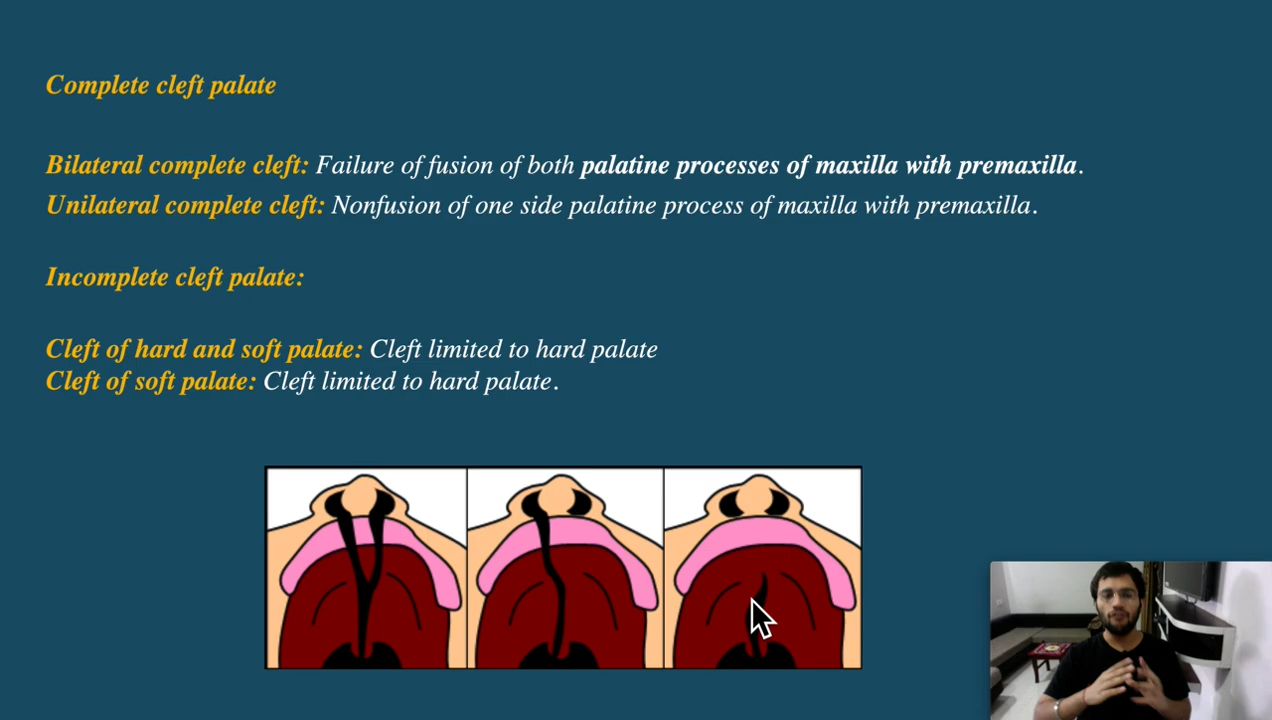 Complete cleft palate
Bilateral complete cleft: Failure of fusion of both palatine processes of maxilla with premaxilla.
Unilateral complete cleft: Nonfusion of one side palatine process of maxilla with premaxilla.
Incomplete cleft palate:
Cleft of hard and soft palate: Cleft limited to hard palate
Cleft of soft palate: Cleft limited to hard palate.